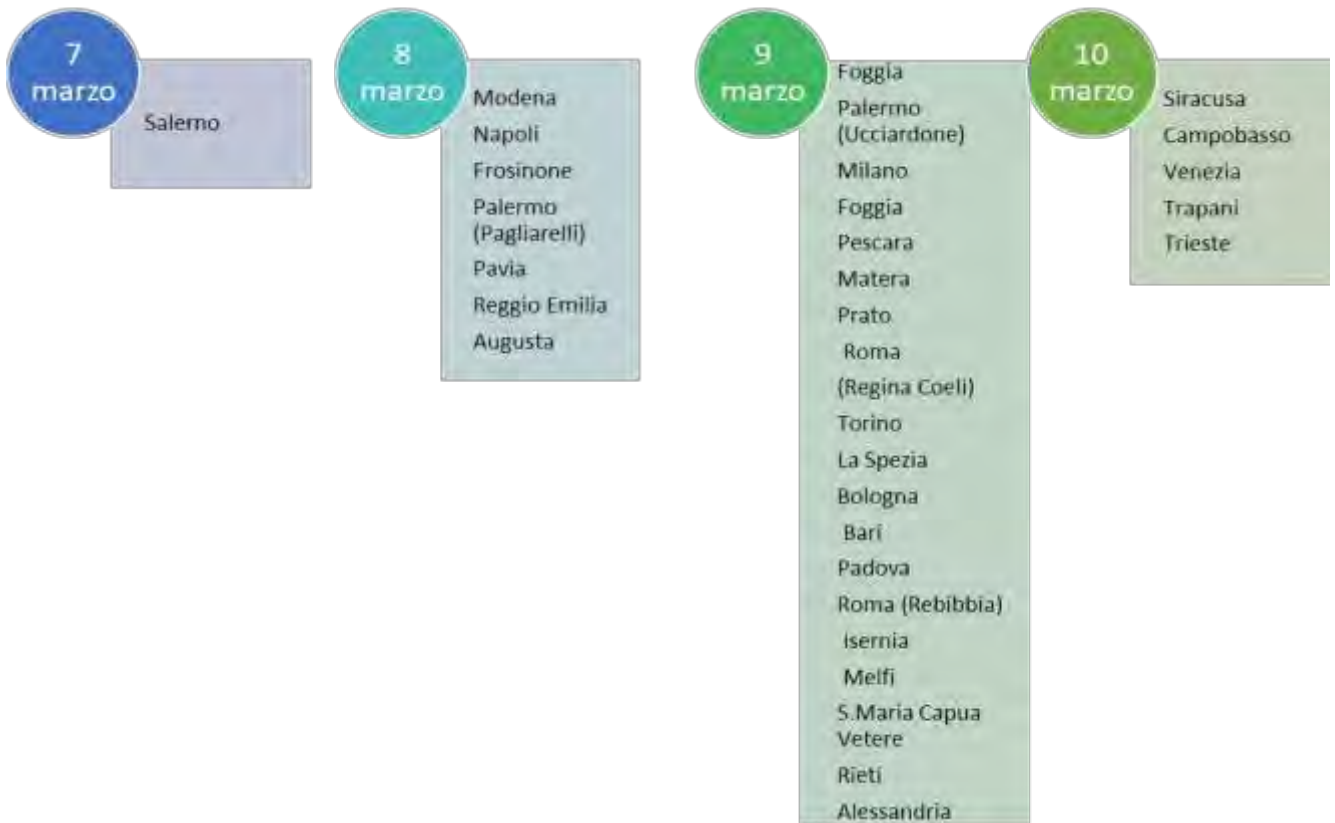 7
marzo
Salerno
8
marzo
Modena
Napoli
Frosinone
Palermo
(Pagliarelli)
Pavia
Reggio Emilia
Augusta
9
marzo
Foggia
Palermo
(Ucciardone)
Milano
Foggia
Pescara
Matera
Prato
Roma
(Regina Coeli)
Torino
La Spezia
Bologna
Bari
Padova
Roma (Rebibbia)
Isernia
Melfi
S.Maria Capua
Vetere
Rieti
Alessandria
10
marzo
Siracusa
Campobasso
Venezia
Trapani
Trieste